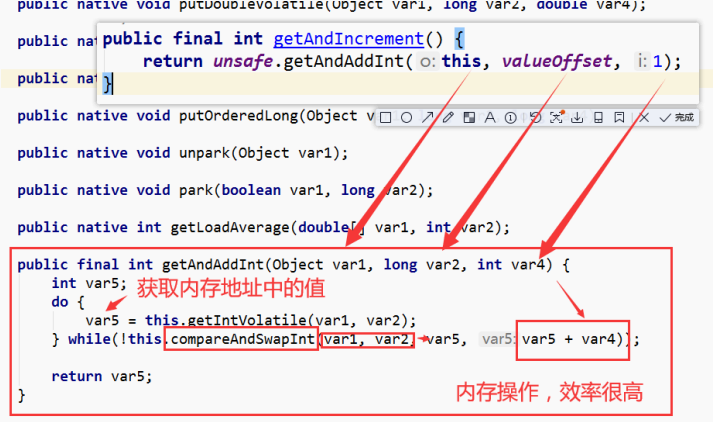 public native void putDoubleVolatile(Object var1, long var2, double var4);
public na
public final int getAndIncrement() {
return unsafe.getAndAddInt( o: this, valueOffset, i: 1);
}
public na
public native void putOrderedLong(Object v
完成
public native void unpark(Object var1);
public native void park(boolean var1, long var2);
public native int getLoadAverage(double[] var1, int var2);
public final int getAndAddInt(Object var1, long var2, int var4) {
int var5;
获取内存地址中的值
do {
var5 = this.getIntVolatile(var1, var2);
} while(!this.compareAndSwapInt(var1, var2, var5, var5: var5 + var4));
return var5;
内存操作，效率很高
}